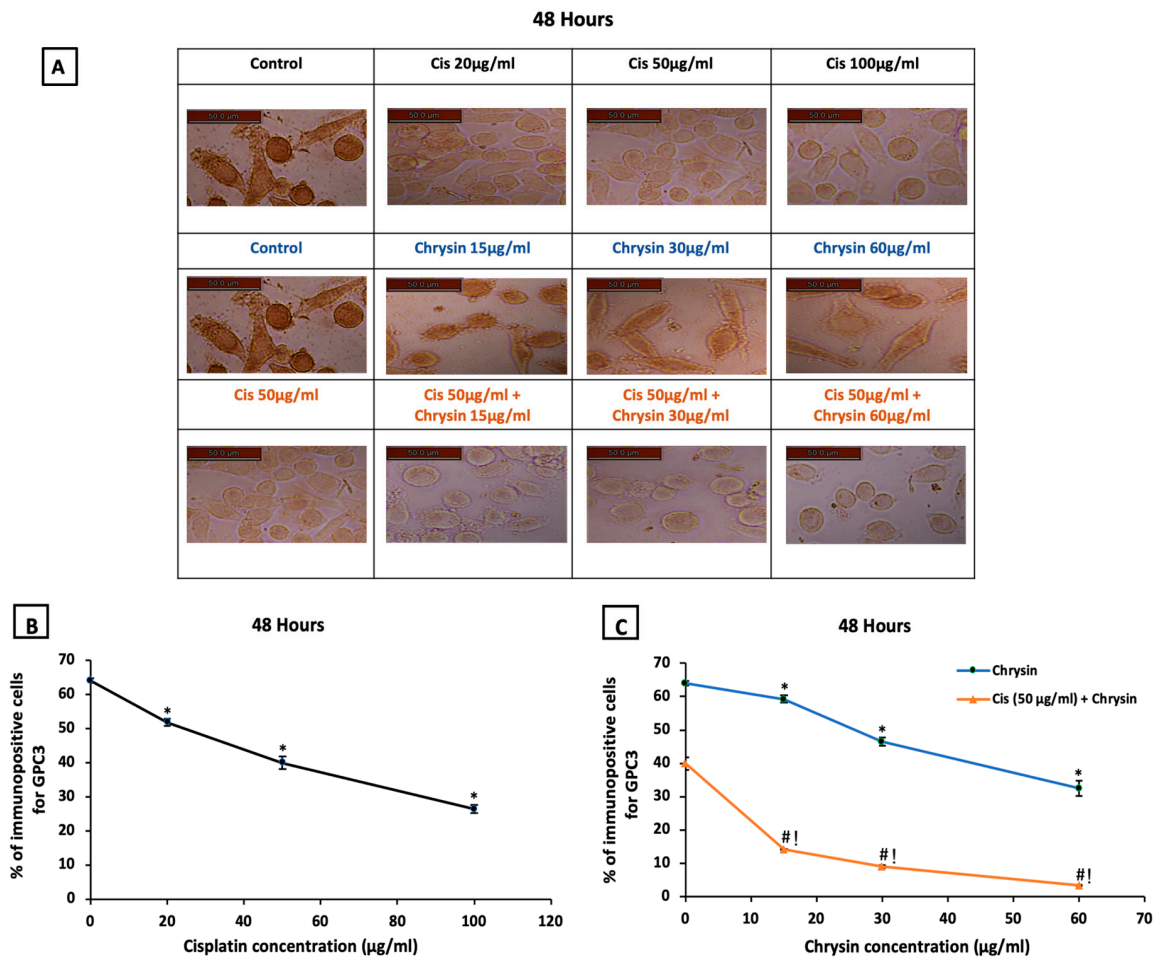 48 Hours
A
Control Cis 20µg/ml Cis 50µg/ml Cis 100µg/ml
50.0 µm 50.0 µm 50.0 µm 50.0 µm
Control Chrysin 15µg/ml Chrysin 30µg/ml Chrysin 60µg/ml
50.0 µm 50.0 µm 50.0 µm 50.0 µm
Cis 50µg/ml Cis 50µg/ml + Cis 50µg/ml + Cis 50µg/ml +
Chrysin 15µg/ml Chrysin 30µg/ml Chrysin 60µg/ml
50.0 µm 50.0 µm 50.0 µm 50.0 µm
B
48 Hours
% of immunopositive cells
for GPC3
70
60
50
40
30
20
10
0
*
*
*
0 20 40 60 80 100 120
Cisplatin concentration (µg/ml)
C
48 Hours
% of immunopositive cells
for GPC3
70
60
50
40
30
20
10
0
Chrysin
Cis (50 µg/ml) + Chrysin
*
*
*
#!
#!
#!
0 10 20 30 40 50 60 70
Chrysin concentration (µg/ml)